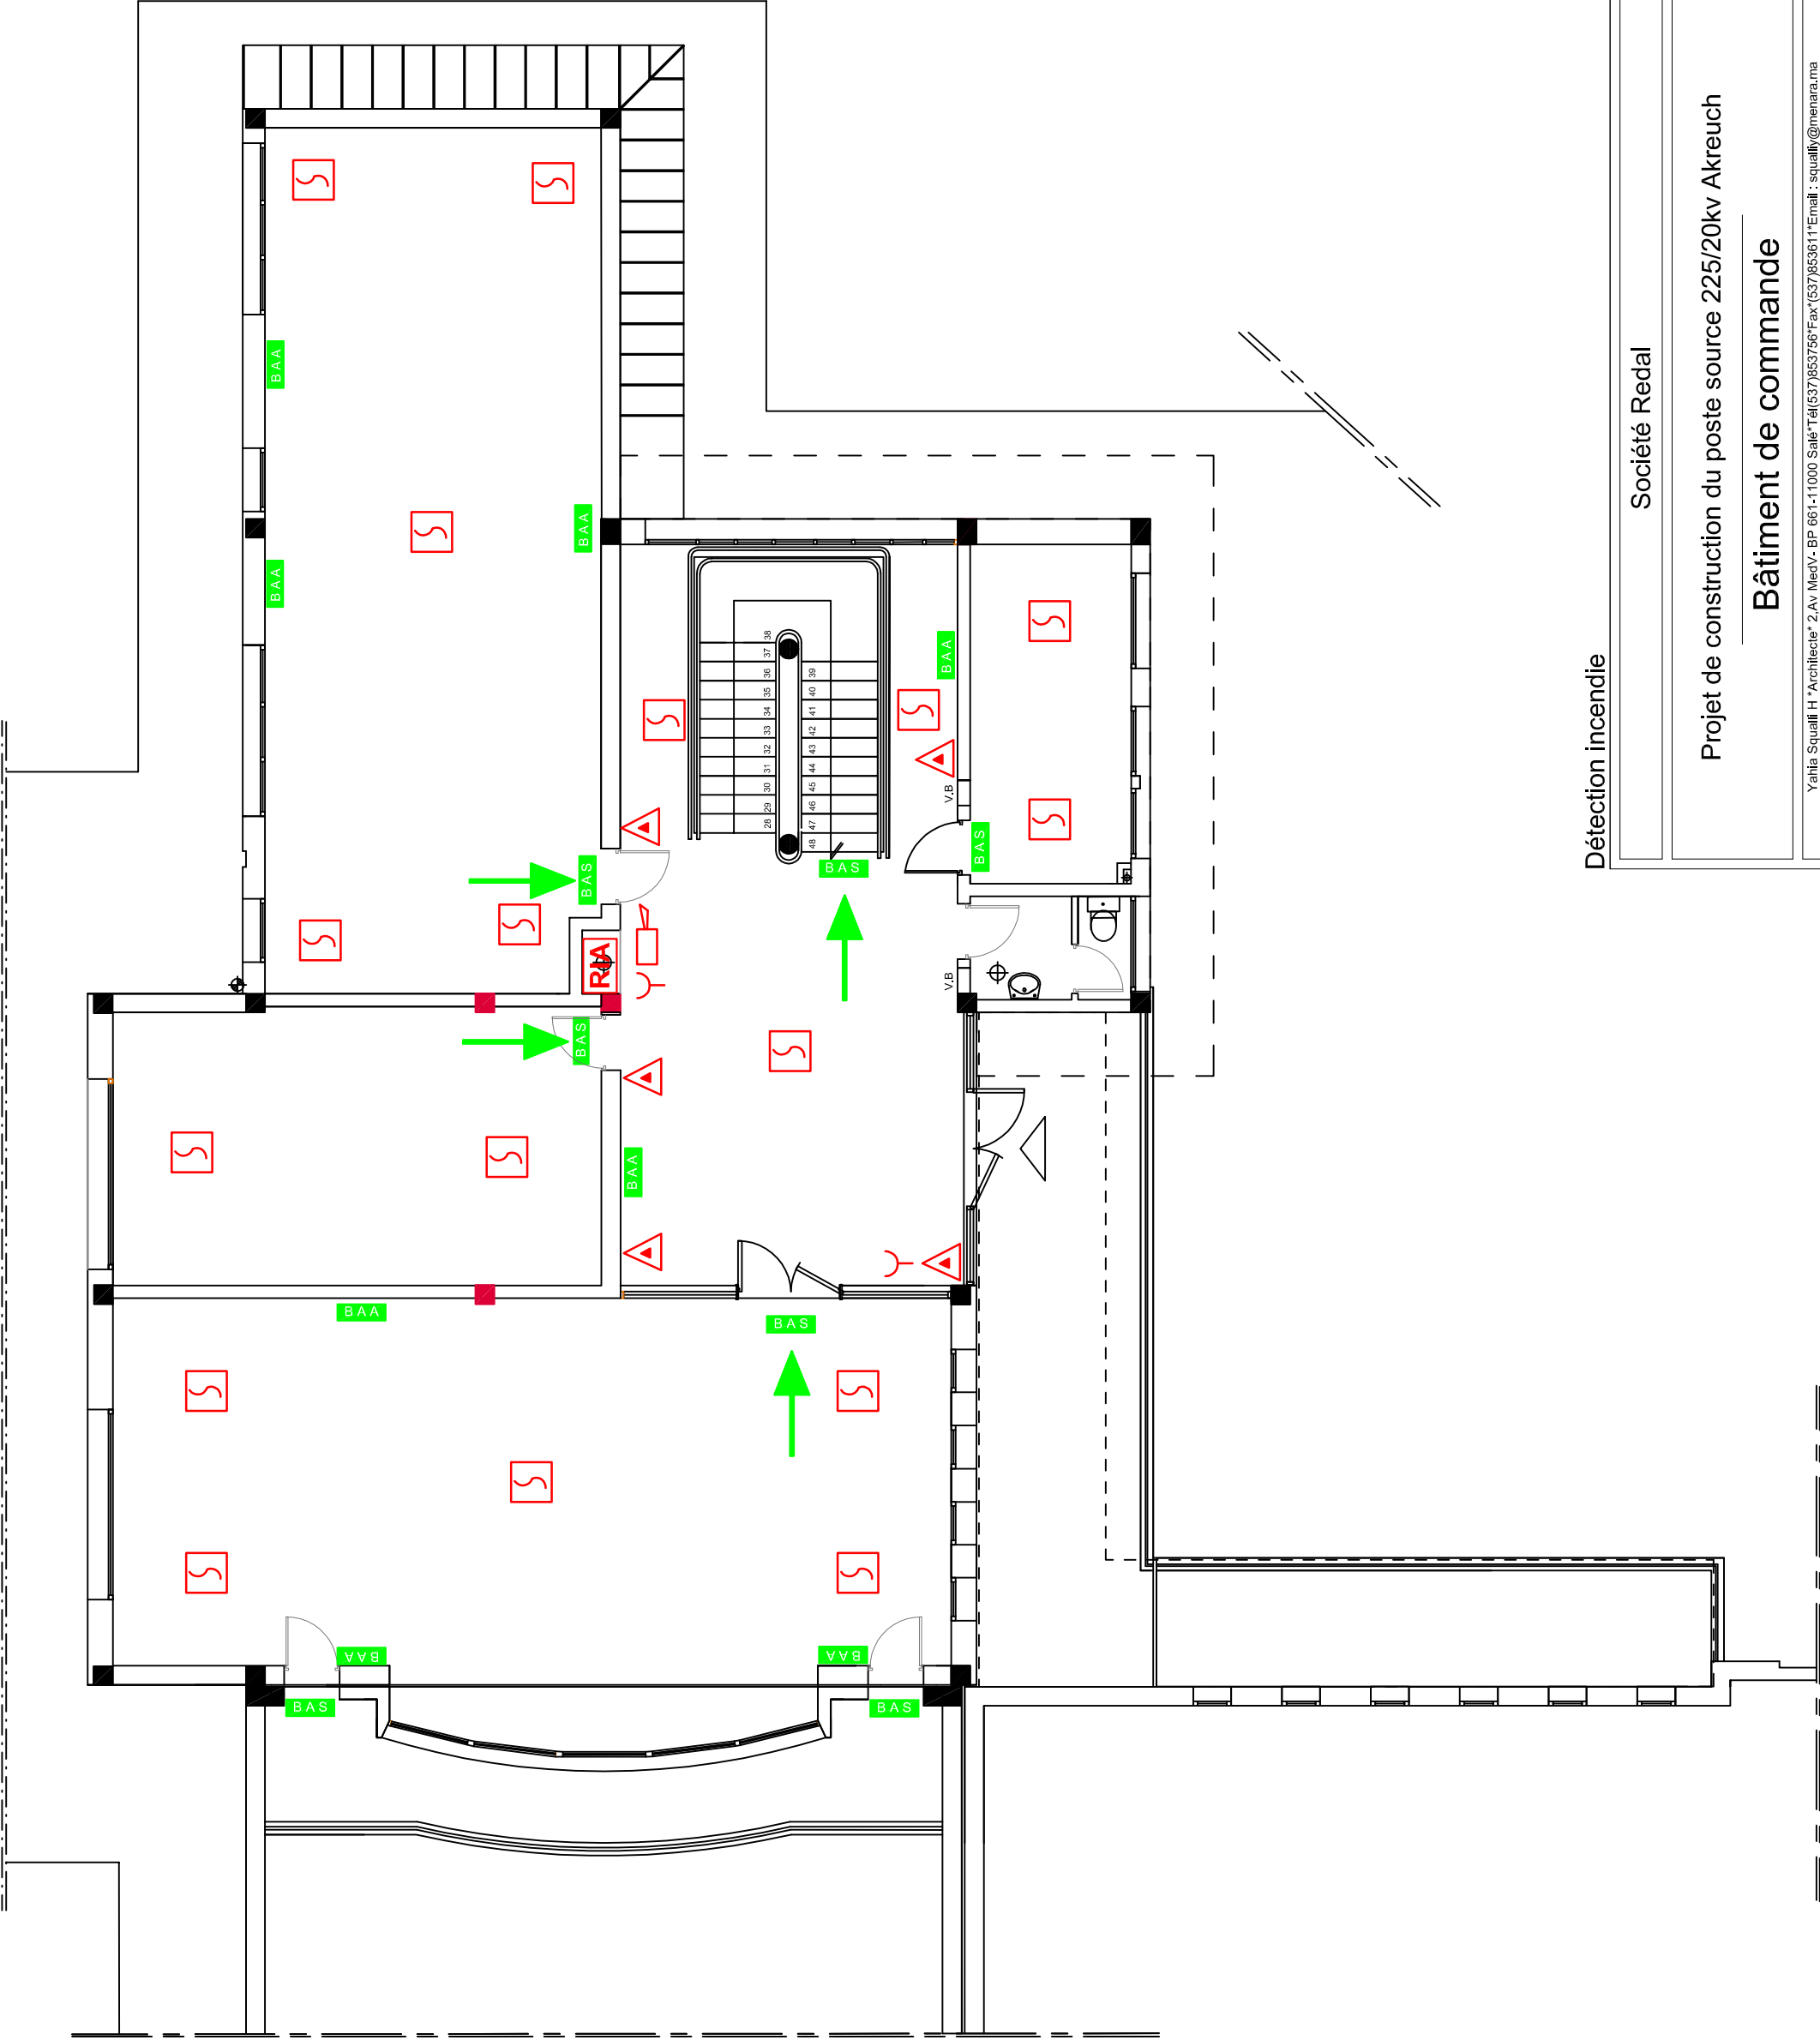 Détection incendie
Société Redal
Projet de construction du poste source 225/20kv Akreuch
Bâtiment de commande
Yahia Squalli H *Architecte* 2,Av MedV- BP 661-11000 Salé*Tél(537)853756*Fax*(537)853611*Email : squalliy@menara.ma
BAA
BAA
BAA
BAA
38
37
36
35
34
33
32
31
30
29
28
39
40
41
42
43
44
45
46
47
48
V.B
BAS
BAS
BAS
RIA
V.B
BAS
BAA
BAA
BAS
BAA
BAA
BAS
BAS